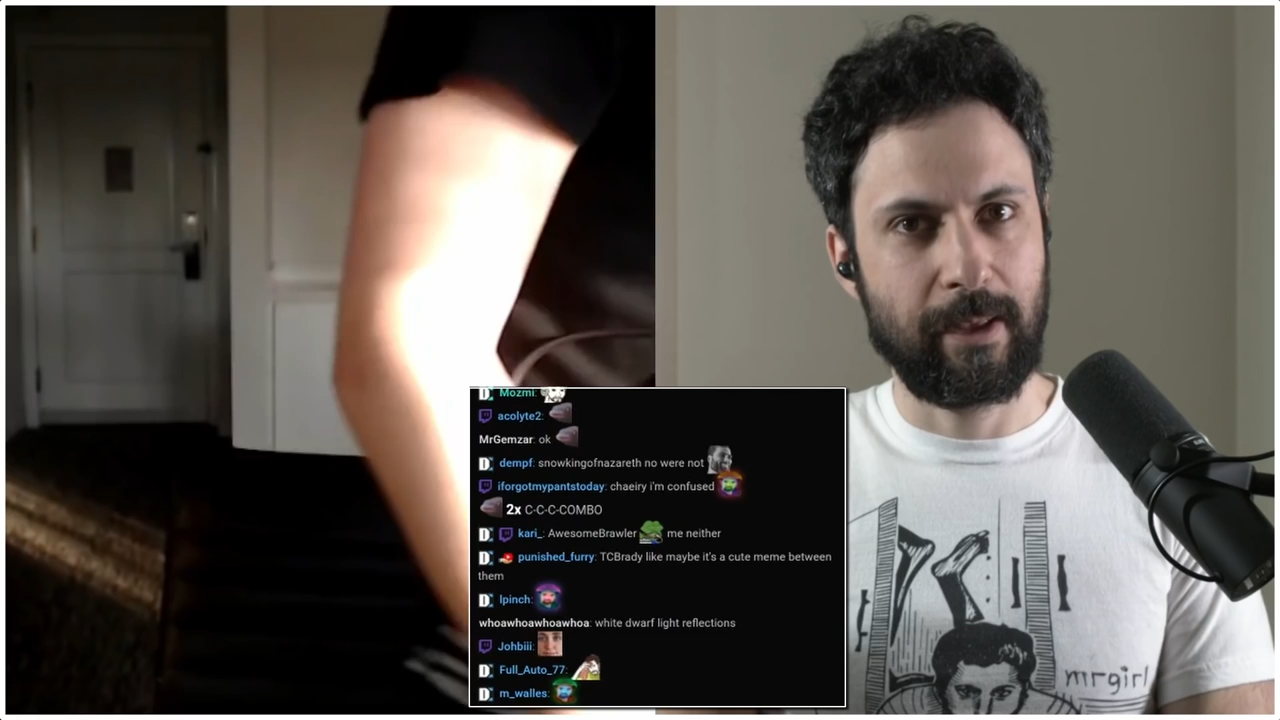 Mozmi:
acolyte2:
MrGemzar: ok
dempf: snowkingofnazareth no were not
iforgotmypantstoday: chaeiry i'm confused
2x C-C-C-COMBO
kari_: AwesomeBrawler me neither
punished_furry: TCBrady like maybe it's a cute meme between
them
lpinch:
whoawhoawhoawhoa: white dwarf light reflections
Johbiii:
Full_Auto_77:
m_walles:
mrgirl